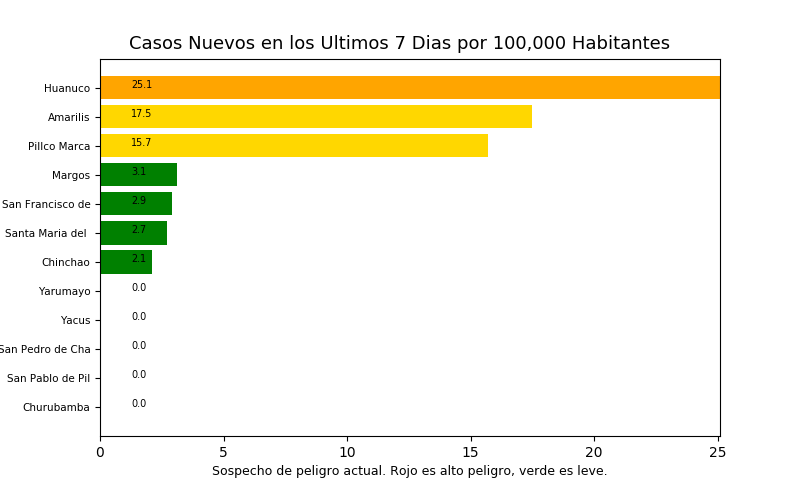 Casos Nuevos en los Ultimos 7 Dias por 100,000 Habitantes
Huanuco 25.1
Amarilis 17.5
Pillco Marca 15.7
Margos 3.1
San Francisco de 2.9
Santa Maria del 2.7
Chinchao 2.1
Yarumayo 0.0
Yacus 0.0
San Pedro de Cha 0.0
San Pablo de Pil 0.0
Churubamba 0.0
0 5 10 15 20 25
Sospecho de peligro actual. Rojo es alto peligro, verde es leve.